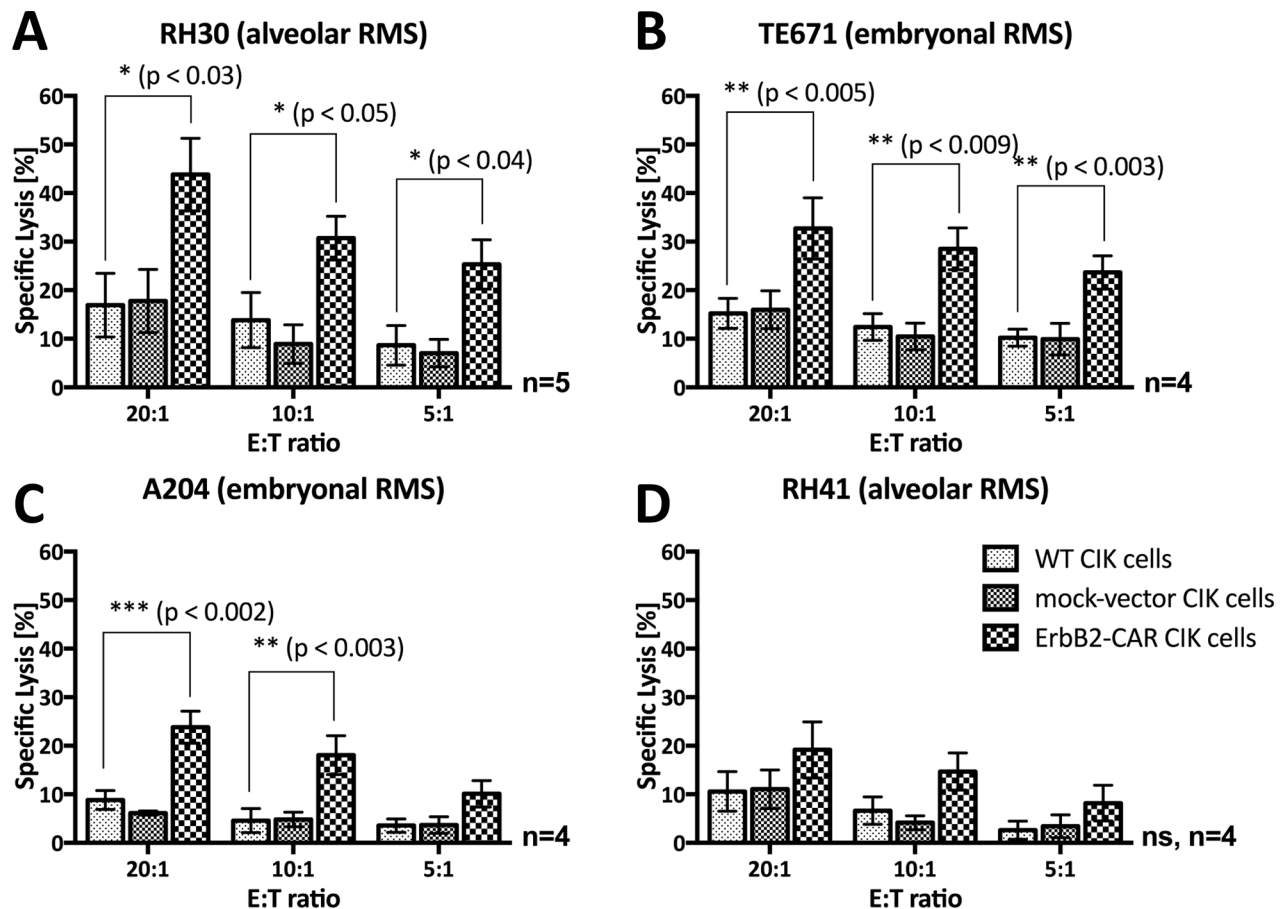 A
RH30 (alveolar RMS)
* (p < 0.03)
* (p < 0.05)
* (p < 0.04)
Specific Lysis [%]
60
50
40
30
20
10
0
20:1
10:1
5:1
n=5
E:T ratio
B
TE671 (embryonal RMS)
** (p < 0.005)
** (p < 0.009)
** (p < 0.003)
Specific Lysis [%]
60
50
40
30
20
10
0
20:1
10:1
5:1
n=4
E:T ratio
C
A204 (embryonal RMS)
*** (p < 0.002)
** (p < 0.003)
Specific Lysis [%]
60
50
40
30
20
10
0
20:1
10:1
5:1
n=4
E:T ratio
D
RH41 (alveolar RMS)
WT CIK cells
mock-vector CIK cells
ErbB2-CAR CIK cells
Specific Lysis [%]
60
50
40
30
20
10
0
20:1
10:1
5:1
ns, n=4
E:T ratio